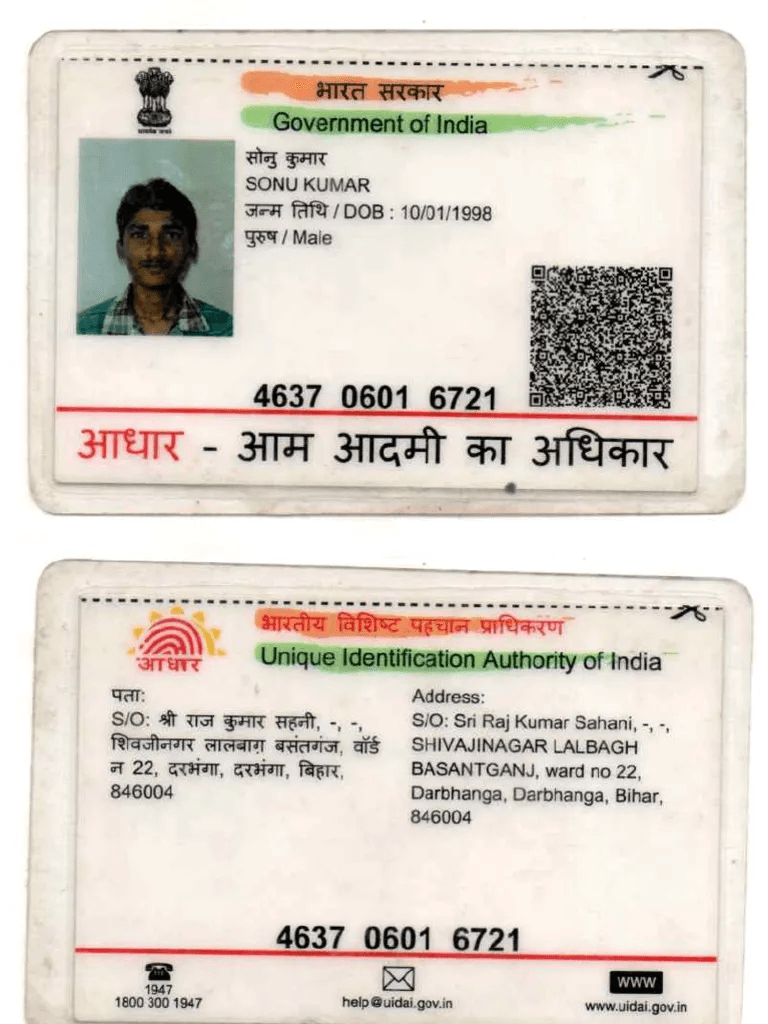 भारत सरकार
Government of India
सोनु कुमार
SONU KUMAR
जन्म तिथि / DOB : 10/01/1998
पुरुष / Male
4637 0601 6721
आधार - आम आदमी का अधिकार
भारतीय विशिष्ट पहचान प्राधिकरण
Unique Identification Authority of India
आधार
पता:
S/O: श्री राज कुमार सहनी, -, -,
शिवजीनगर लालबाग़ बसंतगंज, वॉर्ड
न 22, दरभंगा, दरभंगा, बिहार,
846004
Address:
S/O: Sri Raj Kumar Sahani, -, -,
SHIVAJINAGAR LALBAGH
BASANTGANJ, ward no 22,
Darbhanga, Darbhanga, Bihar,
846004
4637 0601 6721
1947
1800 300 1947
help@uidai.gov.in
www
www.uidai.gov.in